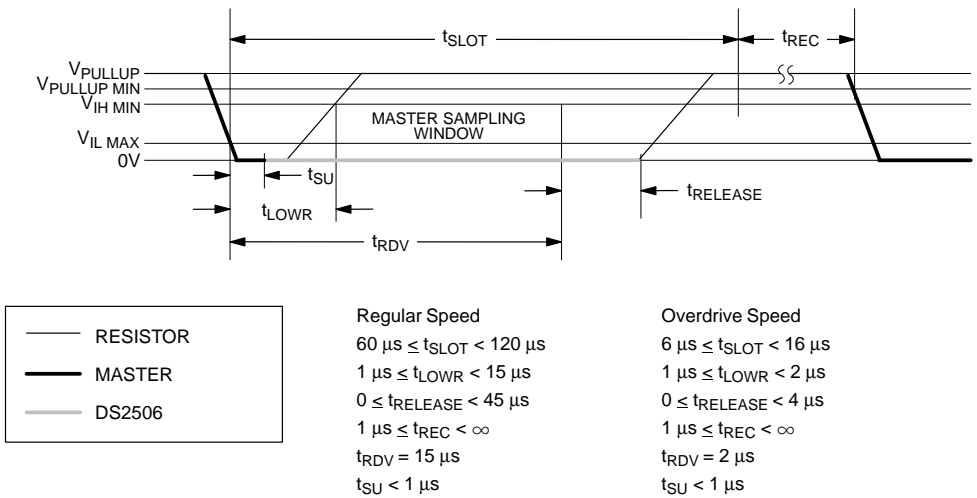 tSLOT
tREC
VPULLUP
VPULLUP MIN
VIH MIN
MASTER SAMPLING
WINDOW
VIL MAX
0V
tSU
tRELEASE
tLOWR
tRDV
RESISTOR
MASTER
DS2506
Regular Speed
60 μs ≤ tSLOT < 120 μs
1 μs ≤ tLOWR < 15 μs
0 ≤ tRELEASE < 45 μs
1 μs ≤ tREC < ∞
tRDV = 15 μs
tSU < 1 μs
Overdrive Speed
6 μs ≤ tSLOT < 16 μs
1 μs ≤ tLOWR < 2 μs
0 ≤ tRELEASE < 4 μs
1 μs ≤ tREC < ∞
tRDV = 2 μs
tSU < 1 μs